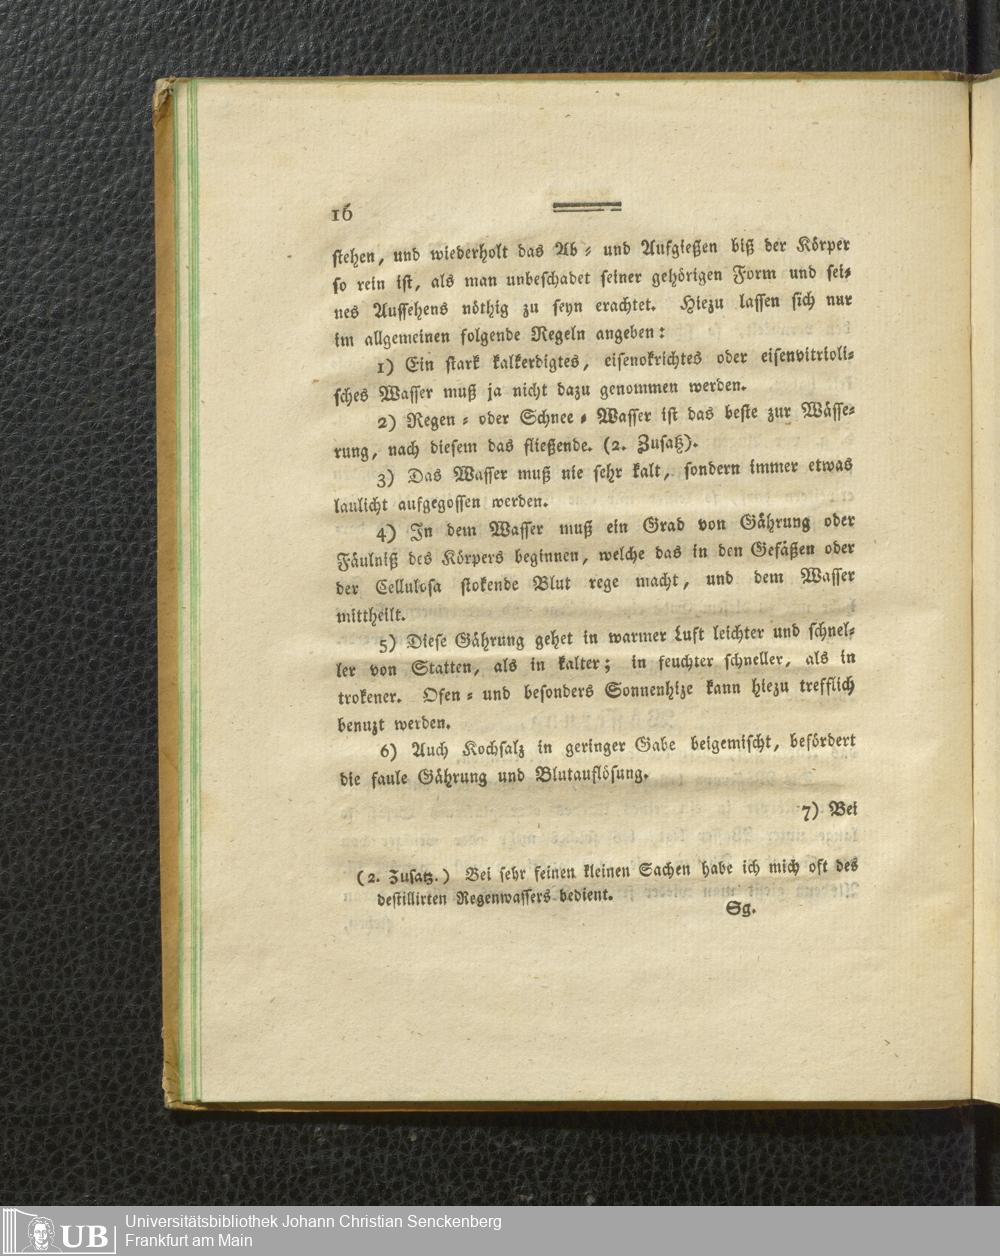 16
stehen, und wiederholt das Ab- und Aufgießen biß der Körper
so rein ist, als man unbeschadet seiner gehörigen Form und sei-
nes Aussehens nöthig zu seyn erachtet. Hiezu lassen sich nur
im allgemeinen folgende Regeln angeben:
1) Ein stark kalkerdigtes, eisenokrichtes oder eisenvitrioli-
sches Wasser muß ja nicht dazu genommen werden.
2) Regen- oder Schnee-Wasser ist das beste zur Wässe-
rung, nach diesem das fließende. (2. Zusatz).
3) Das Wasser muß nie sehr kalt, sondern immer etwas
laulicht aufgegossen werden.
4) In dem Wasser muß ein Grad von Gährung oder
Fäulniß des Körpers beginnen, welche das in den Gefäßen oder
der Cellulosa stokende Blut rege macht, und dem Wasser
mittheilt.
5) Diese Gährung gehet in warmer Luft leichter und schnel-
ler von Statten, als in kalter; in feuchter schneller, als in
trokener. Ofen- und besonders Sonnenhize kann hiezu trefflich
benuzt werden.
6) Auch Kochsalz in geringer Gabe beigemischt, befördert
die faule Gährung und Blutauflösung.
7) Bei
(2. Zusatz.) Bei sehr feinen kleinen Sachen habe ich mich oft des
destillirten Regenwassers bedient.
Sg.
UB
Universitätsbibliothek Johann Christian Senckenberg
Frankfurt am Main